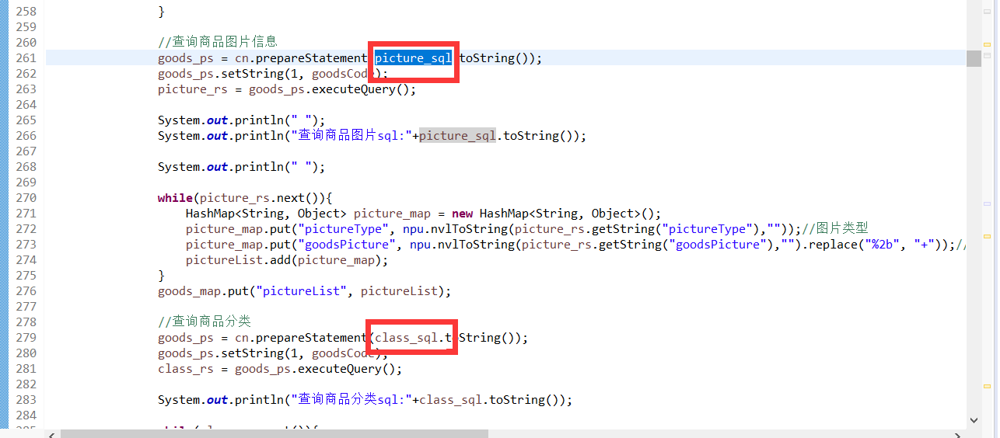 258 }
259
260 //查询商品图片信息
261 goods_ps = cn.prepareStatement picture_sql toString());
262 goods_ps.setString(1, goodsCode);
263 picture_rs = goods_ps.executeQuery();
264
265 System.out.println(" ");
266 System.out.println("查询商品图片sql:"+picture_sql.toString());
267
268 System.out.println(" ");
269
270 while(picture_rs.next()){
271 HashMap<String, Object> picture_map = new HashMap<String, Object>();
272 picture_map.put("pictureType", npu.nvlToString(picture_rs.getString("pictureType"),""));//图片类型
273 picture_map.put("goodsPicture", npu.nvlToString(picture_rs.getString("goodsPicture"),"").replace("%2b", "+"));//
274 pictureList.add(picture_map);
275 }
276 goods_map.put("pictureList", pictureList);
277
278 //查询商品分类
279 goods_ps = cn.prepareStatement(class_sql.toString());
280 goods_ps.setString(1, goodsCode);
281 class_rs = goods_ps.executeQuery();
282
283 System.out.println("查询商品分类sql:"+class_sql.toString());
284